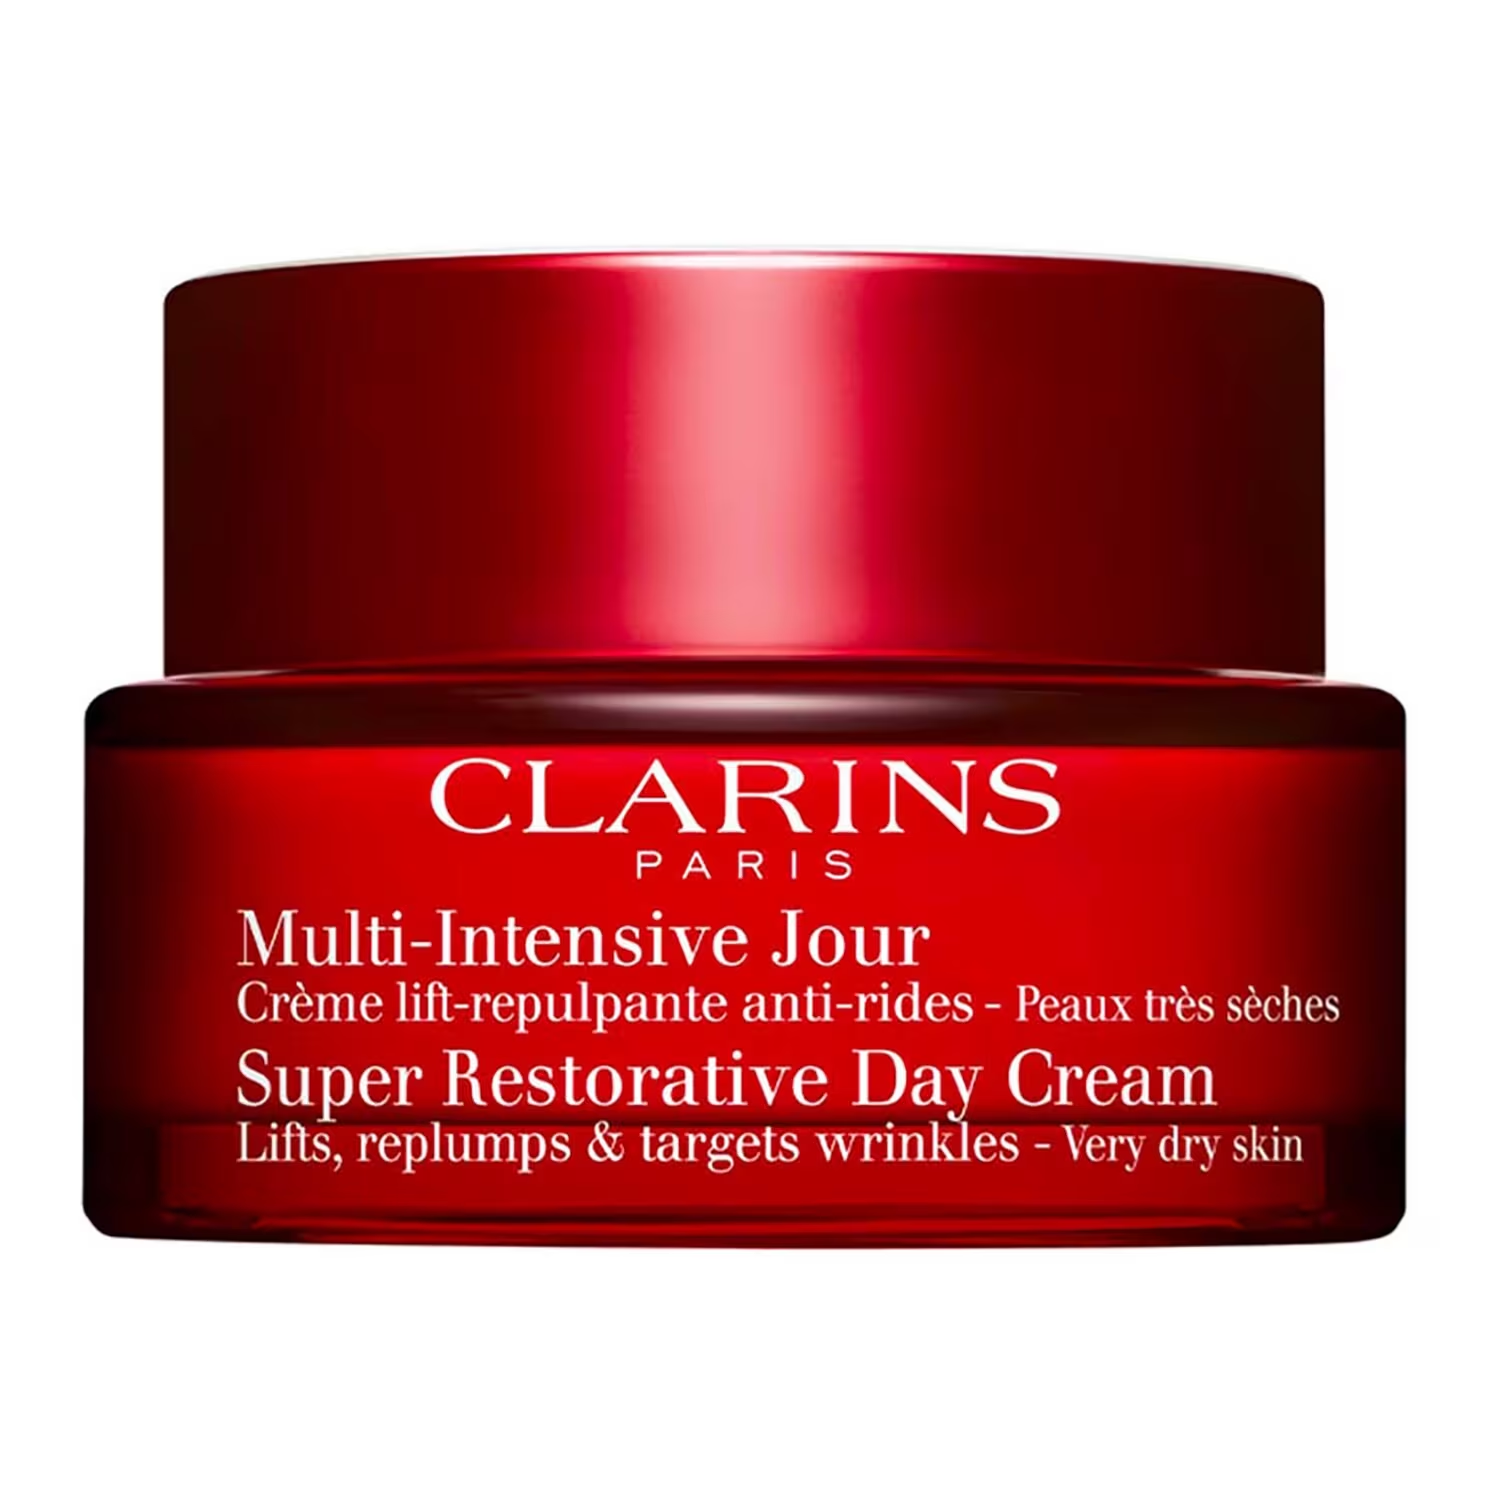 CLARINS
PARIS
Multi-Intensive Jour
Crème lift-repulpante anti-rides - Peaux très sèches
Super Restorative Day Cream
Lifts, replumps & targets wrinkles - Very dry skin